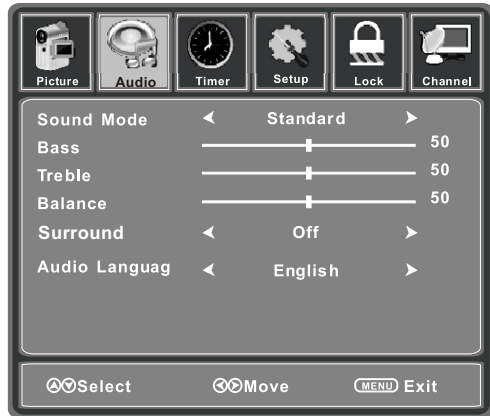 Picture Audio Timer Setup Lock Channel
Sound Mode Standard
Bass 50
Treble 50
Balance 50
Surround Off
Audio Languag English
Select Move MENU Exit